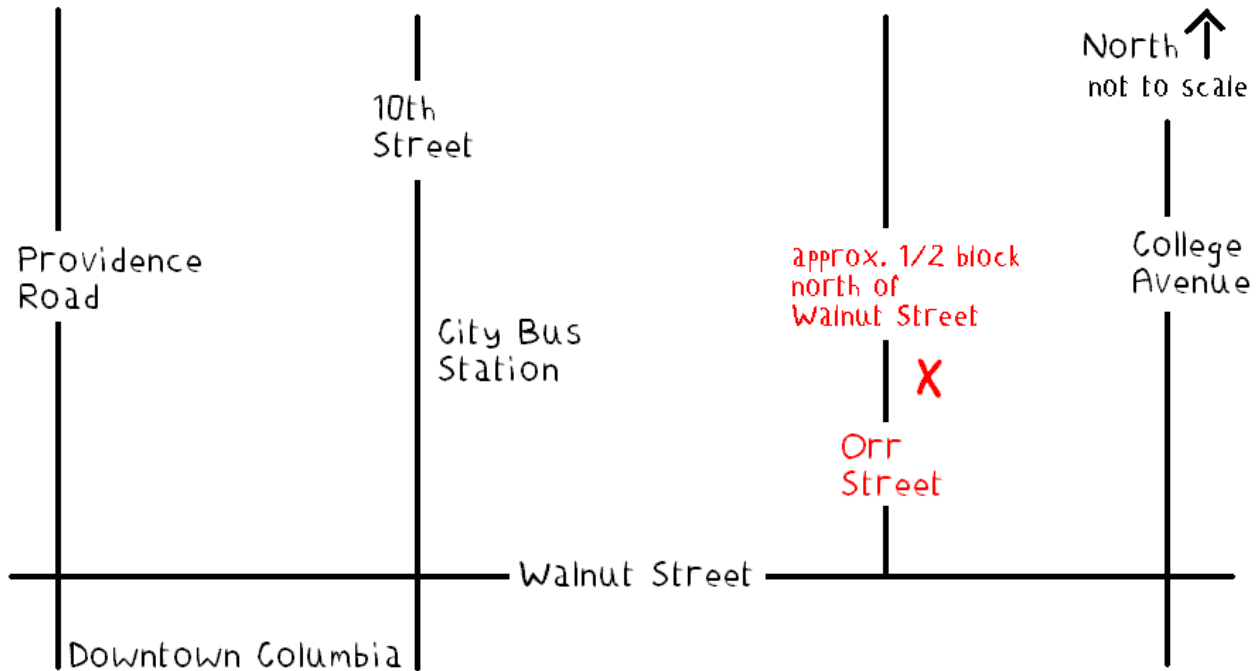 North
not to scale
10th
Street
Providence
Road
approx. 1/2 block
north of
Walnut Street
College
Avenue
City Bus
Station
X
Orr
Street
Walnut Street
Downtown Columbia